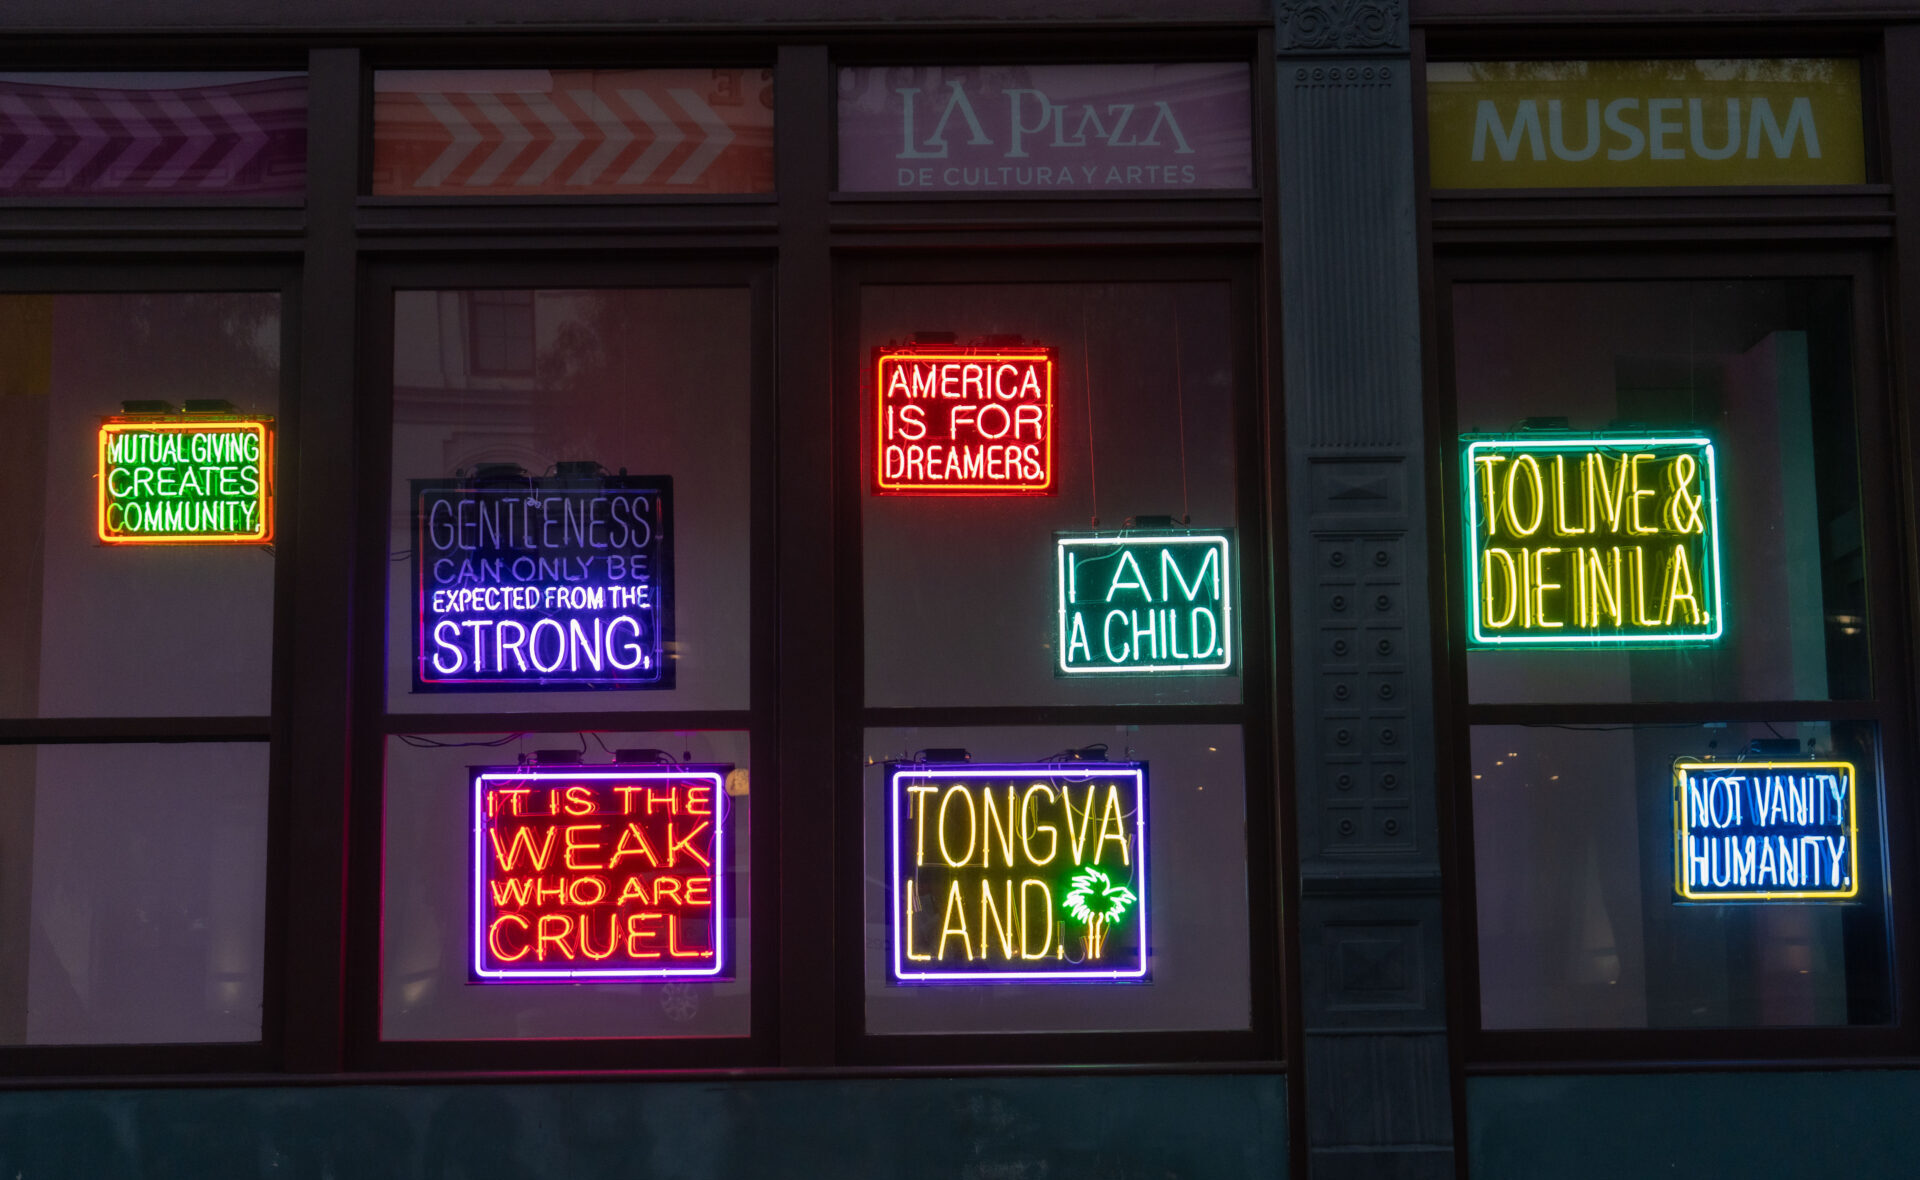 LA PLAZA
DE CULTURA Y ARTES
MUSEUM
MUTUAL GIVING
CREATES
COMMUNITY.
GENTLENESS
CAN ONLY BE
EXPECTED FROM THE
STRONG.
IT IS THE
WEAK
WHO ARE
CRUEL.
AMERICA
IS FOR
DREAMERS.
I AM
A CHILD.
TONGVA
LAND.
TO LIVE &
DIE IN LA.
NOT VANITY
HUMANITY.